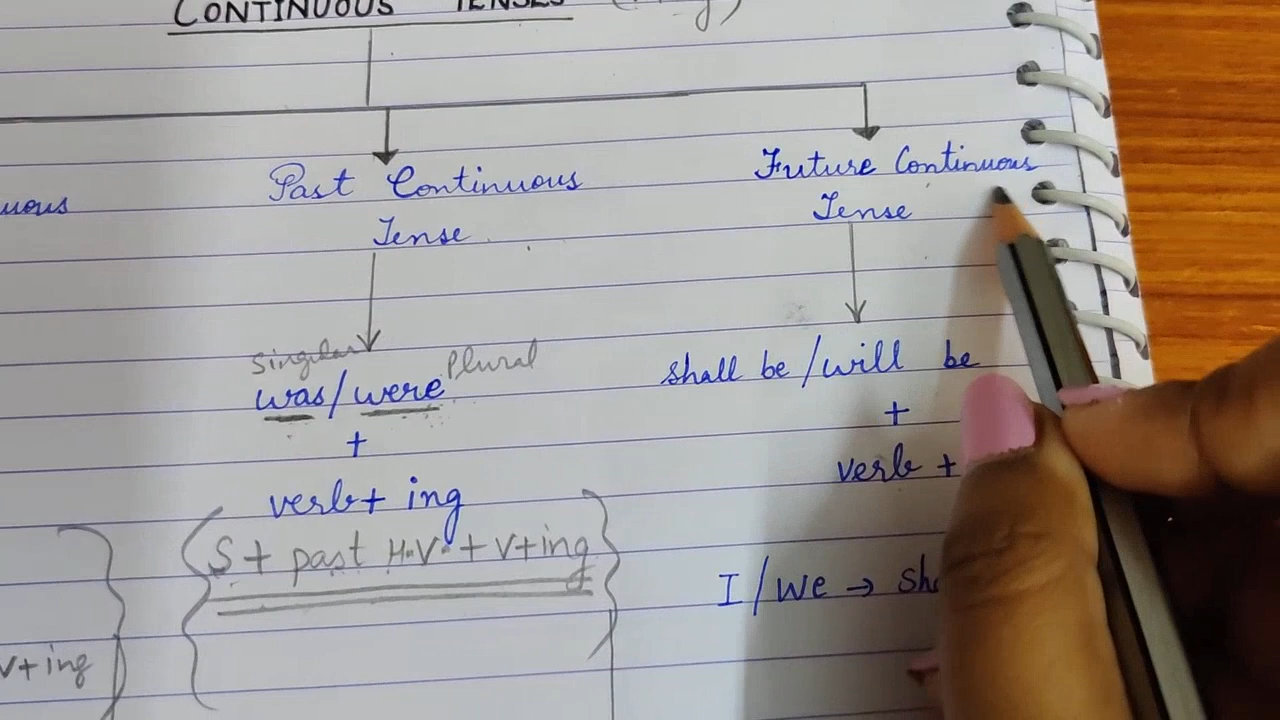 CONTINUOUS TENSES
Past Continuous
Tense
singular
Plural
was/were
+
verb + ing
S + past H.V. + V+ing
Future Continuous
Tense
shall be / will be
+
verb +
I/We →
uous
V+ing